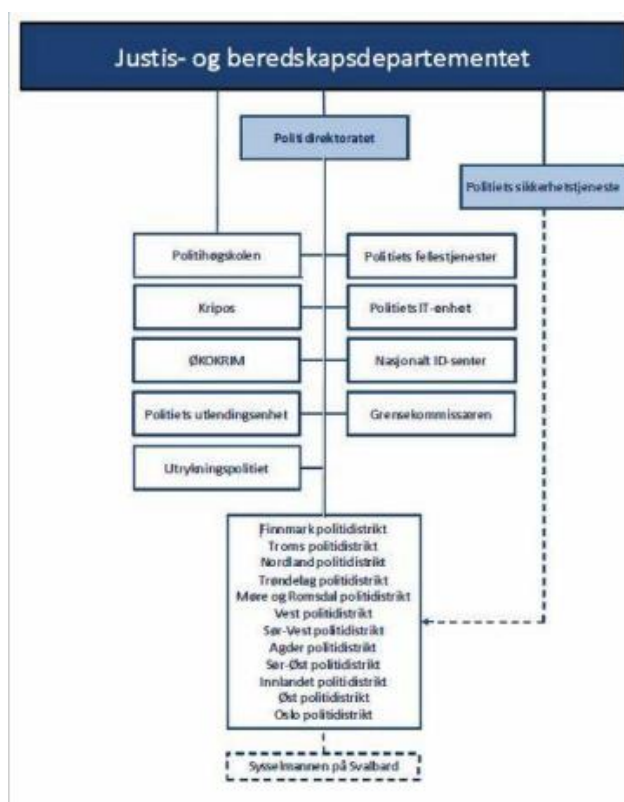 Justis- og beredskapsdepartementet
Politidirektoratet
Politiets sikkerhetstjeneste
Politihøgskolen
Politiets fellestjenester
Kripos
Politiets IT-enhet
ØKOKRIM
Nasjonalt ID-senter
Politiets utlendingsenhet
Grensekommissæren
Utrykningspolitiet
Finnmark politidistrikt
Troms politidistrikt
Nordland politidistrikt
Trøndelag politidistrikt
Møre og Romsdal politidistrikt
Vest politidistrikt
Sør-Vest politidistrikt
Agder politidistrikt
Sør-Øst politidistrikt
Innlandet politidistrikt
Øst politidistrikt
Oslo politidistrikt
Sysselmannen på Svalbard